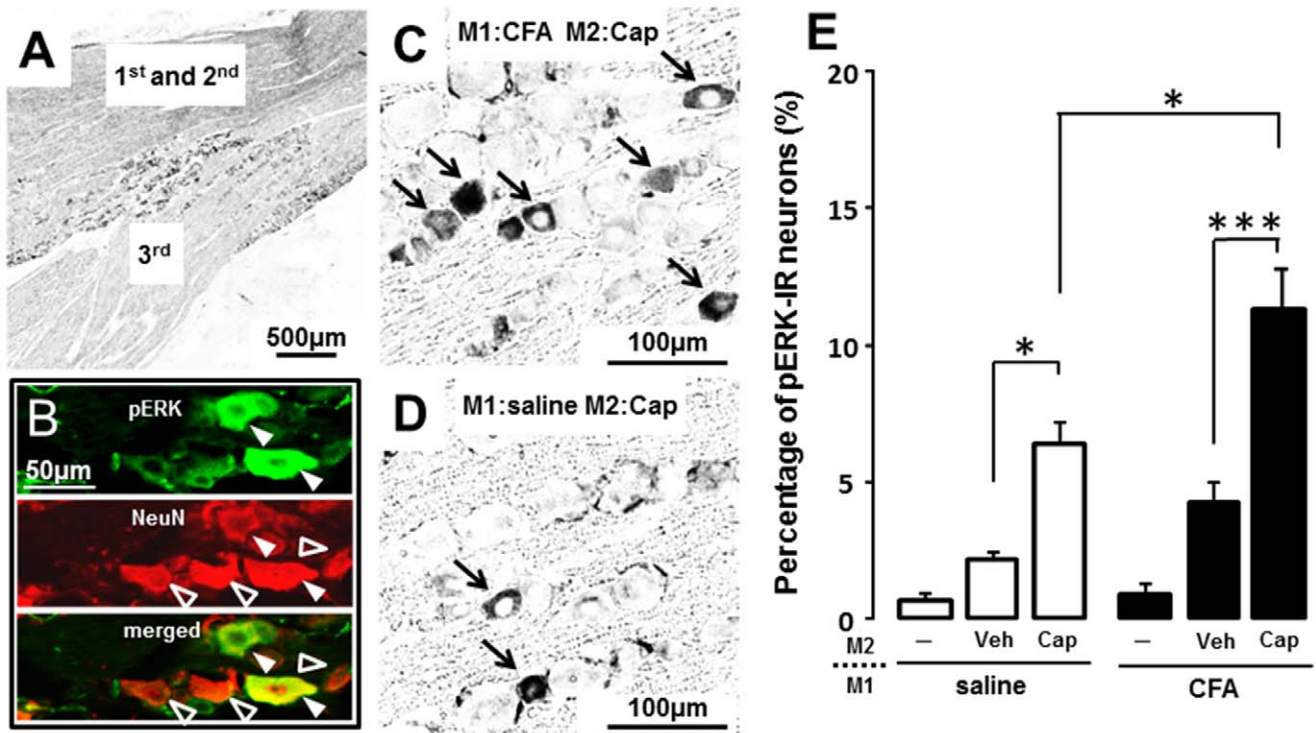 A
1st and 2nd
3rd
500µm
B
pERK
50µm
NeuN
merged
C
M1:CFA M2:Cap
100µm
D
M1:saline M2:Cap
100µm
E
Percentage of pERK-IR neurons (%)
20
15
10
5
0
*
***
*
M2 – Veh Cap – Veh Cap
M1 saline CFA